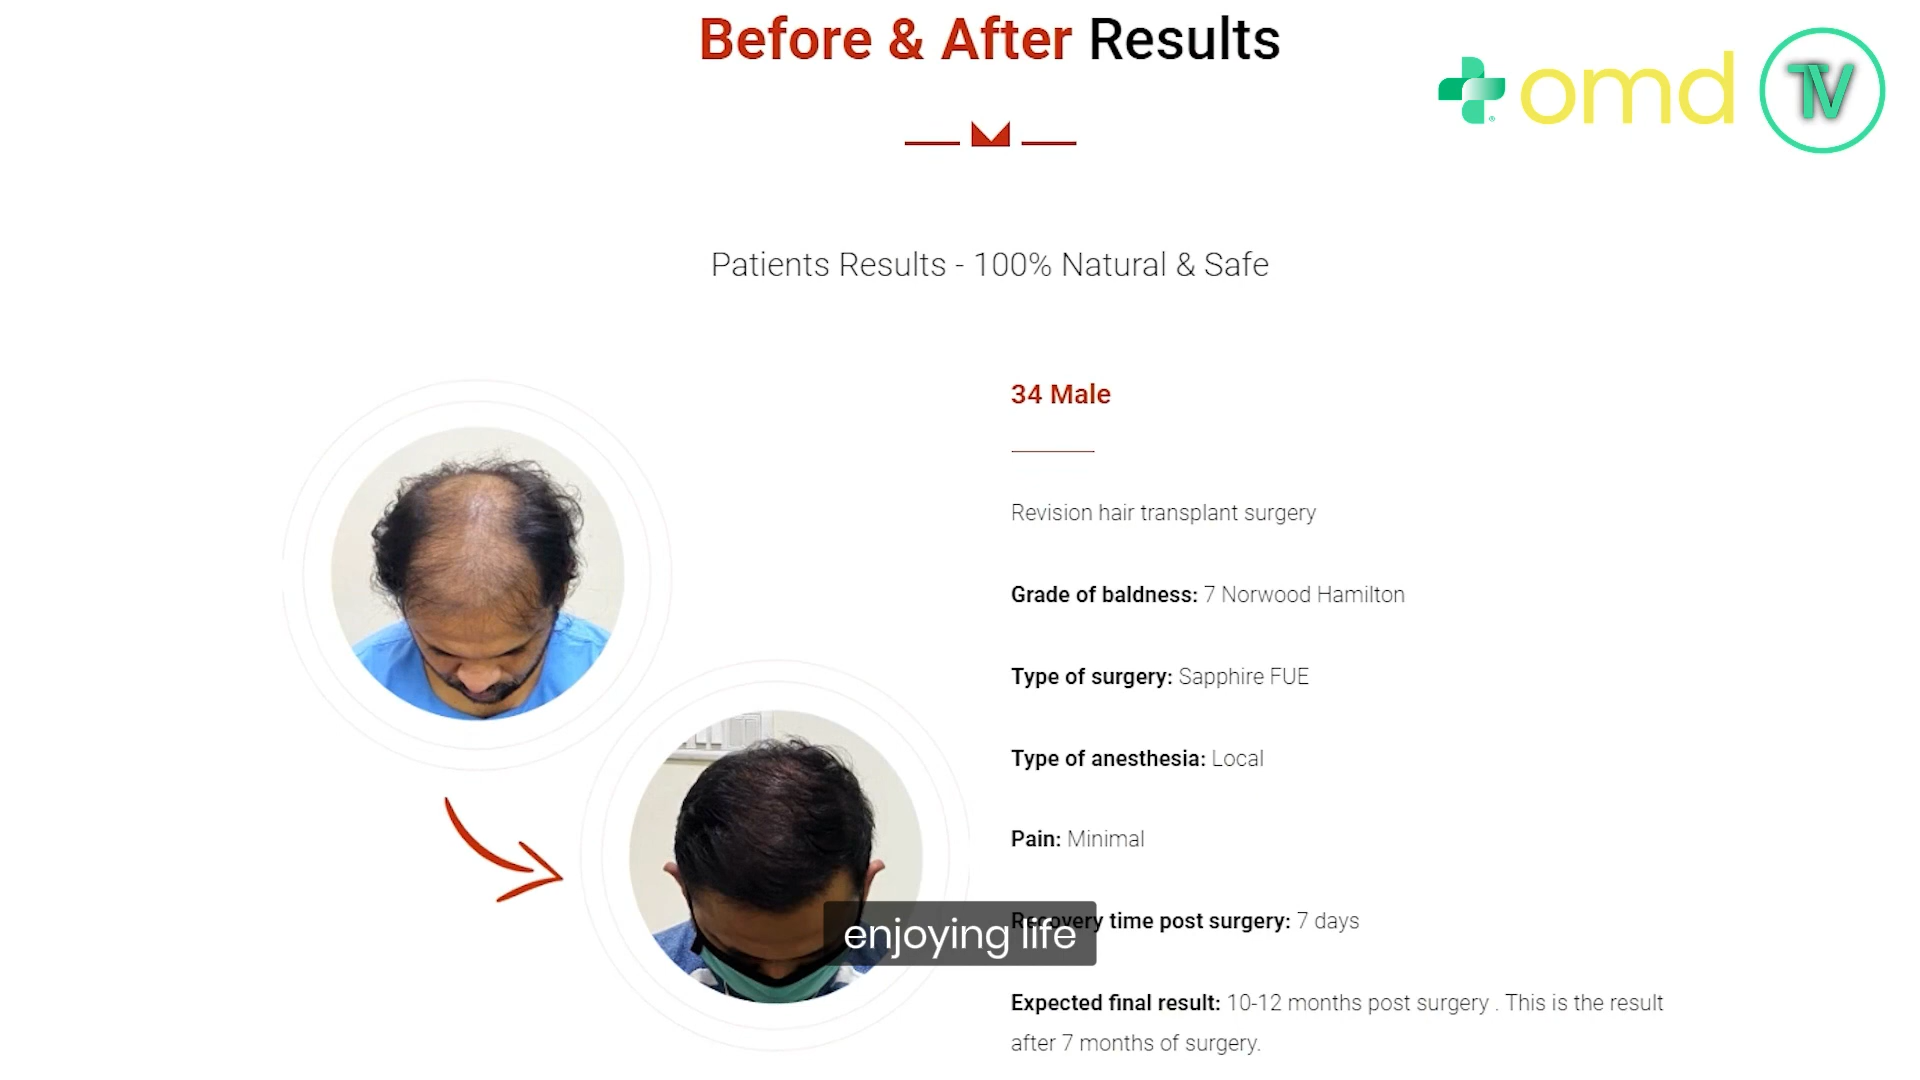 Before & After Results
omd
TV
Patients Results - 100% Natural & Safe
34 Male
Revision hair transplant surgery
Grade of baldness: 7 Norwood Hamilton
Type of surgery: Sapphire FUE
Type of anesthesia: Local
Pain: Minimal
Recovery time post surgery: 7 days
enjoying life
Expected final result: 10-12 months post surgery . This is the result
after 7 months of surgery.